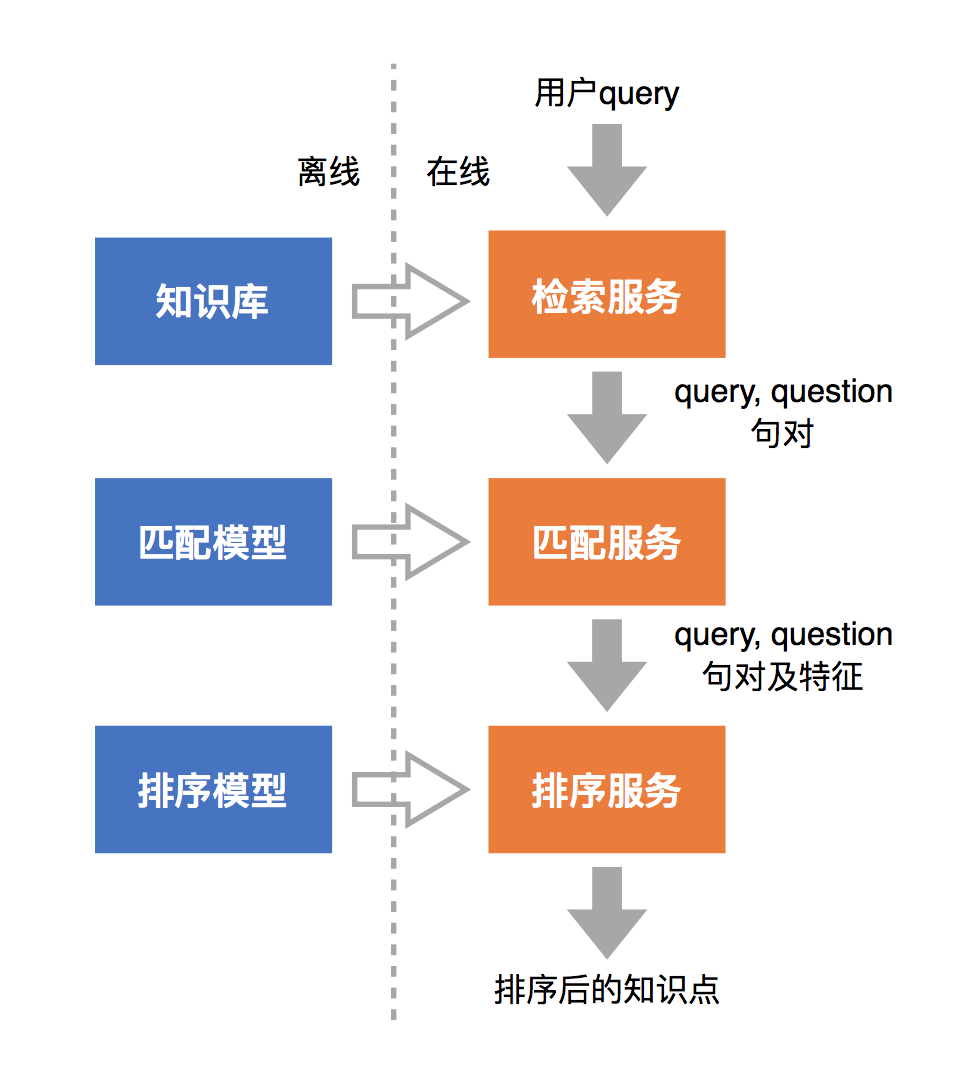 用户query
离线
在线
知识库
检索服务
query, question
句对
匹配模型
匹配服务
query, question
句对及特征
排序模型
排序服务
排序后的知识点